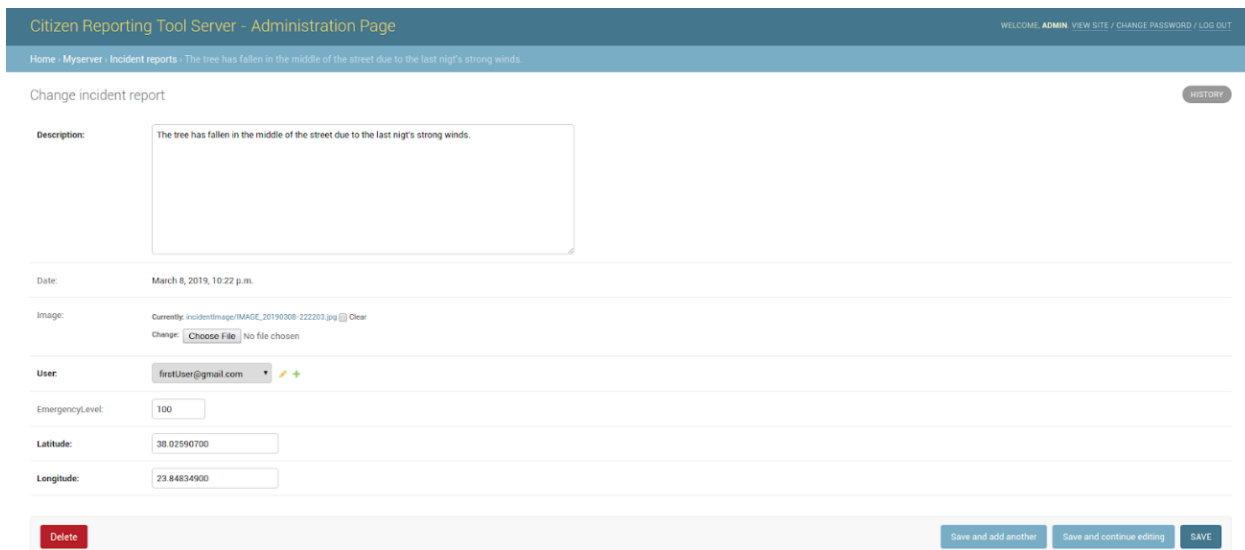 Citizen Reporting Tool Server - Administration Page
WELCOME, ADMIN. VIEW SITE / CHANGE PASSWORD / LOG OUT
Home › Myserver › Incident reports › The tree has fallen in the middle of the street due to the last nigt's strong winds.
Change incident report
HISTORY
Description:
The tree has fallen in the middle of the street due to the last nigt's strong winds.
Date:
March 8, 2019, 10:22 p.m.
Image:
Currently: incidentImage/IMAGE_20190308-222203.jpg Clear
Change: Choose File No file chosen
User:
firstUser@gmail.com
EmergencyLevel:
100
Latitude:
38.02590700
Longitude:
23.84834900
Delete
Save and add another
Save and continue editing
SAVE